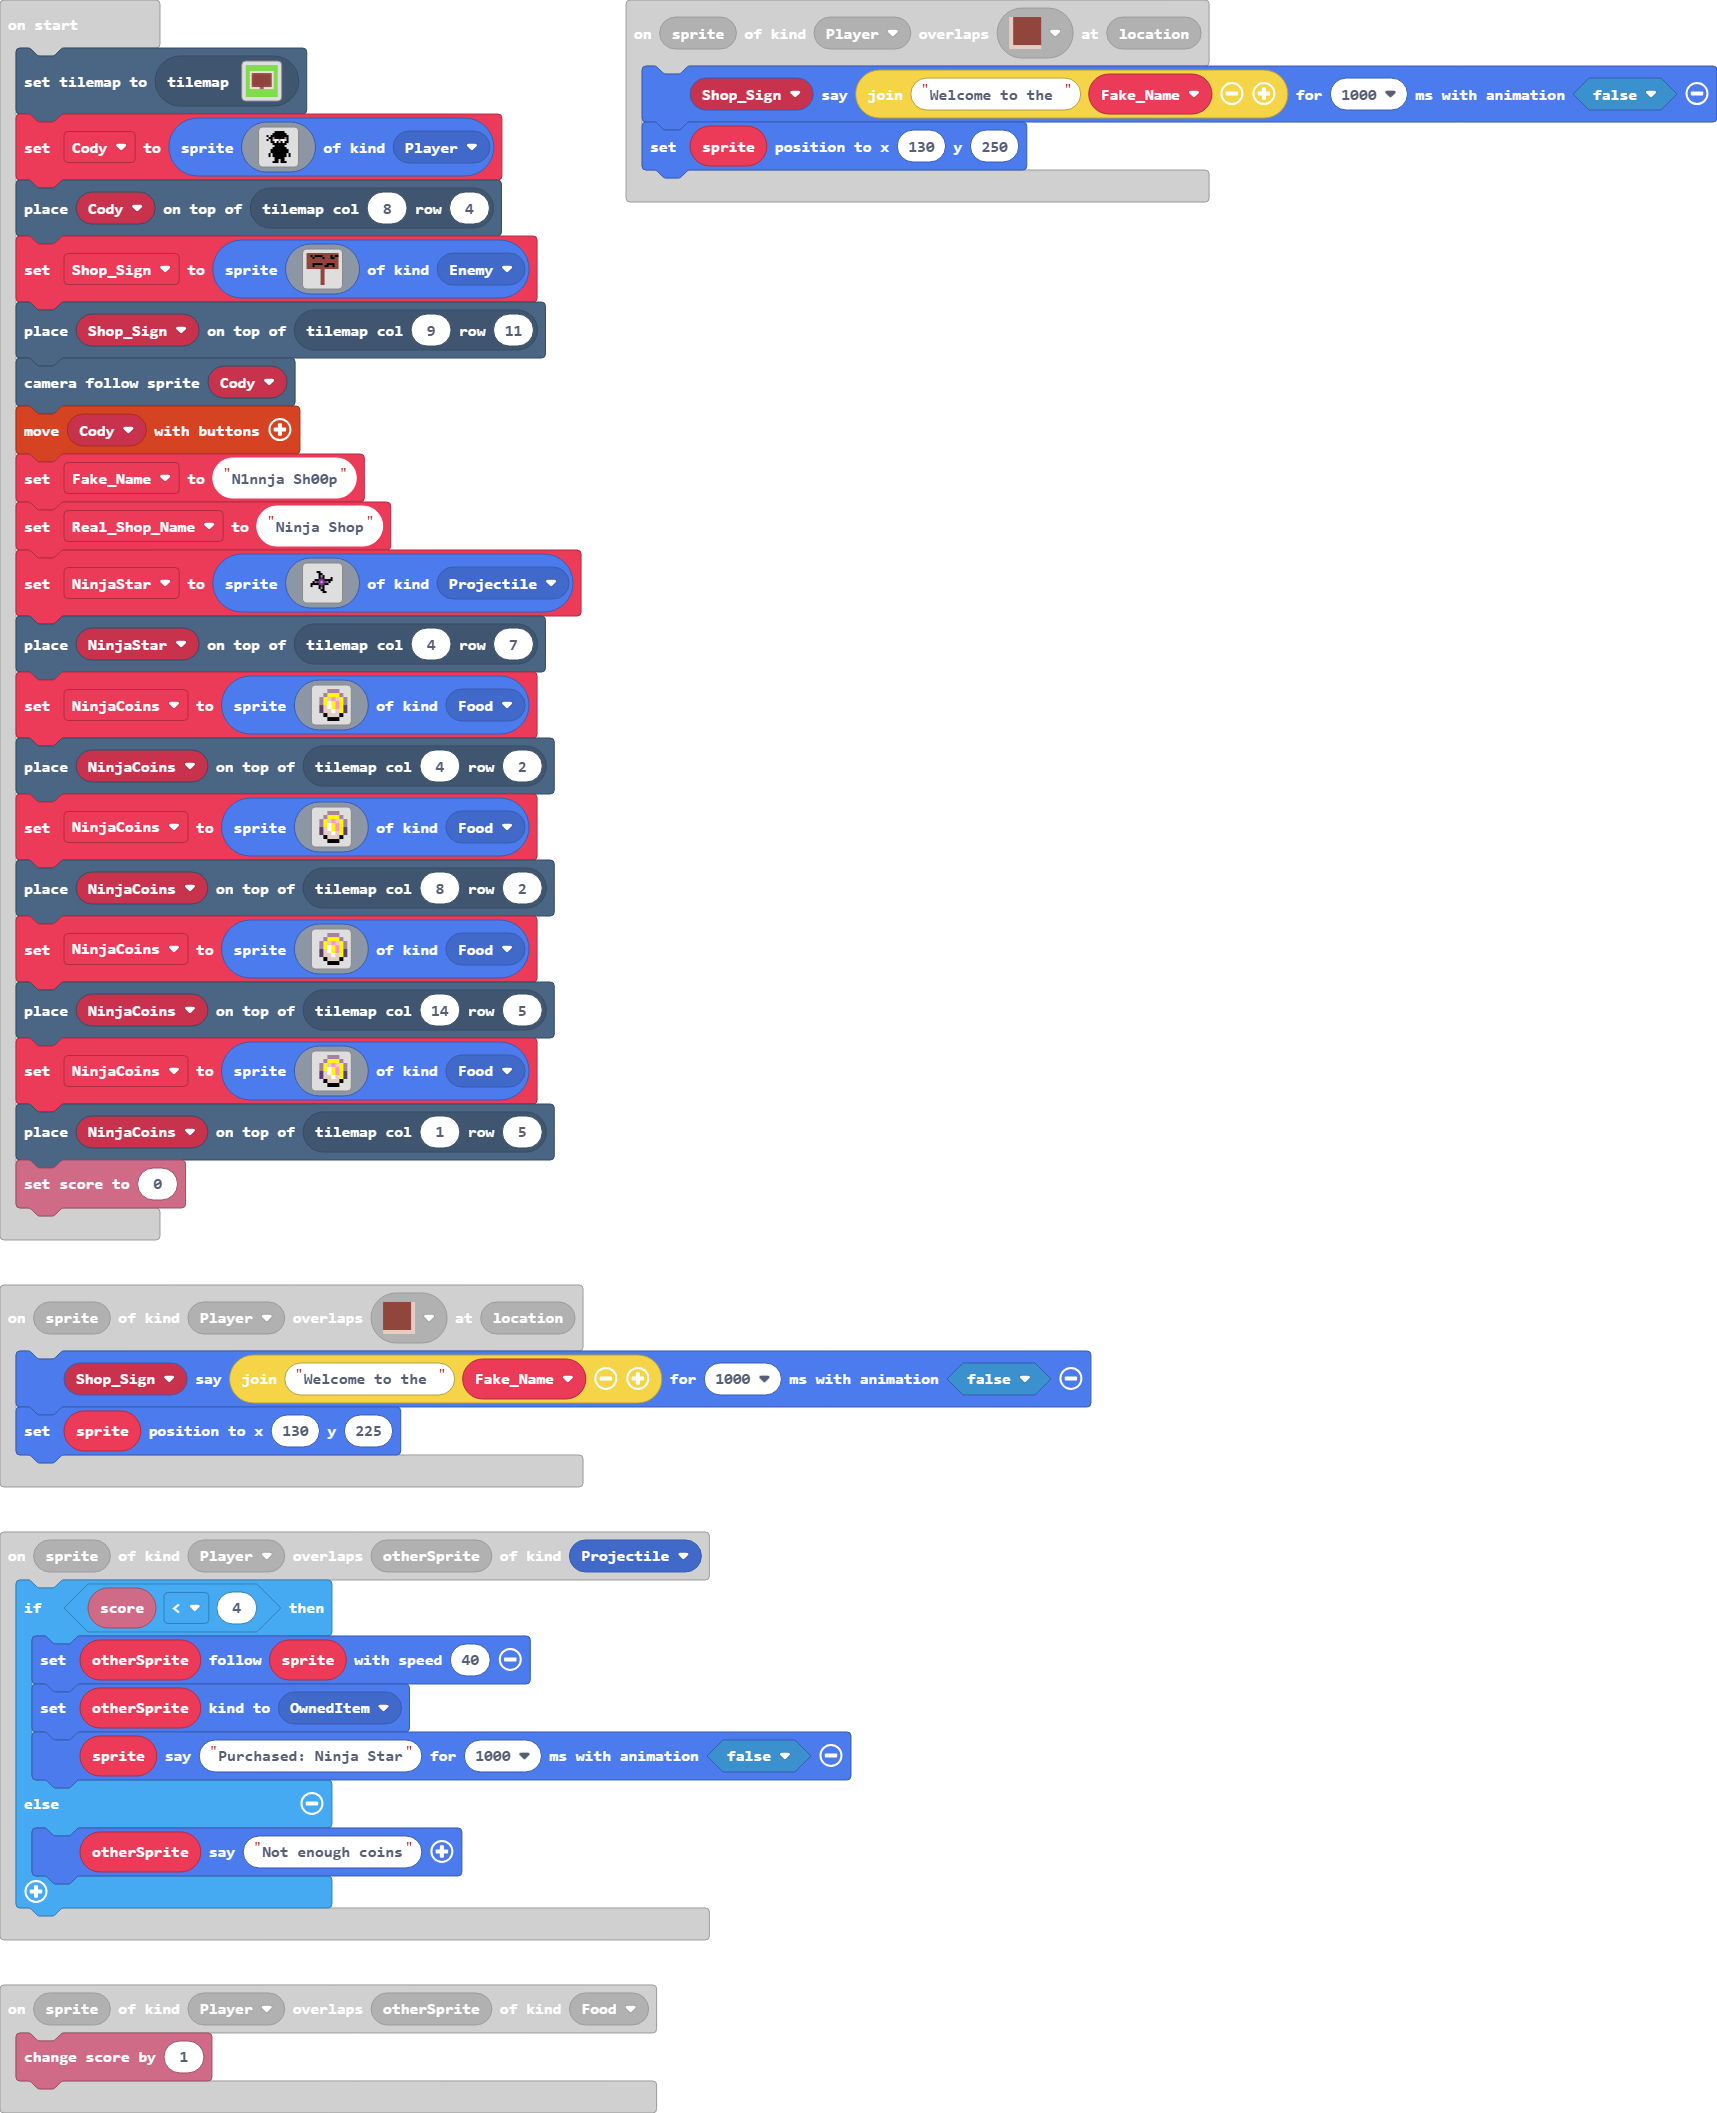 on start
set tilemap to tilemap
set Cody to sprite of kind Player
place Cody on top of tilemap col 8 row 4
set Shop_Sign to sprite of kind Enemy
place Shop_Sign on top of tilemap col 9 row 11
camera follow sprite Cody
move Cody with buttons
set Fake_Name to "N1nnja Sh00p"
set Real_Shop_Name to "Ninja Shop"
set NinjaStar to sprite of kind Projectile
place NinjaStar on top of tilemap col 4 row 7
set NinjaCoins to sprite of kind Food
place NinjaCoins on top of tilemap col 4 row 2
set NinjaCoins to sprite of kind Food
place NinjaCoins on top of tilemap col 8 row 2
set NinjaCoins to sprite of kind Food
place NinjaCoins on top of tilemap col 14 row 5
set NinjaCoins to sprite of kind Food
place NinjaCoins on top of tilemap col 1 row 5
set score to 0
on sprite of kind Player overlaps at location
Shop_Sign say join "Welcome to the " Fake_Name for 1000 ms with animation false
set sprite position to x 130 y 250
on sprite of kind Player overlaps at location
Shop_Sign say join "Welcome to the " Fake_Name for 1000 ms with animation false
set sprite position to x 130 y 225
on sprite of kind Player overlaps otherSprite of kind Projectile
if score < 4 then
set otherSprite follow sprite with speed 40
set otherSprite kind to OwnedItem
sprite say "Purchased: Ninja Star" for 1000 ms with animation false
else
otherSprite say "Not enough coins"
on sprite of kind Player overlaps otherSprite of kind Food
change score by 1